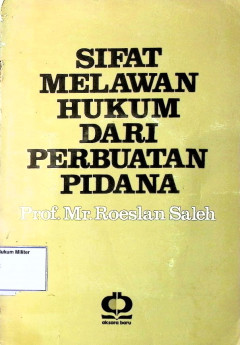 SIFAT
MELAWAN
HUKUM
DARI
PERBUATAN
PIDANA
Prof. Mr. Roeslan Saleh
Hukum Militer
aksara baru